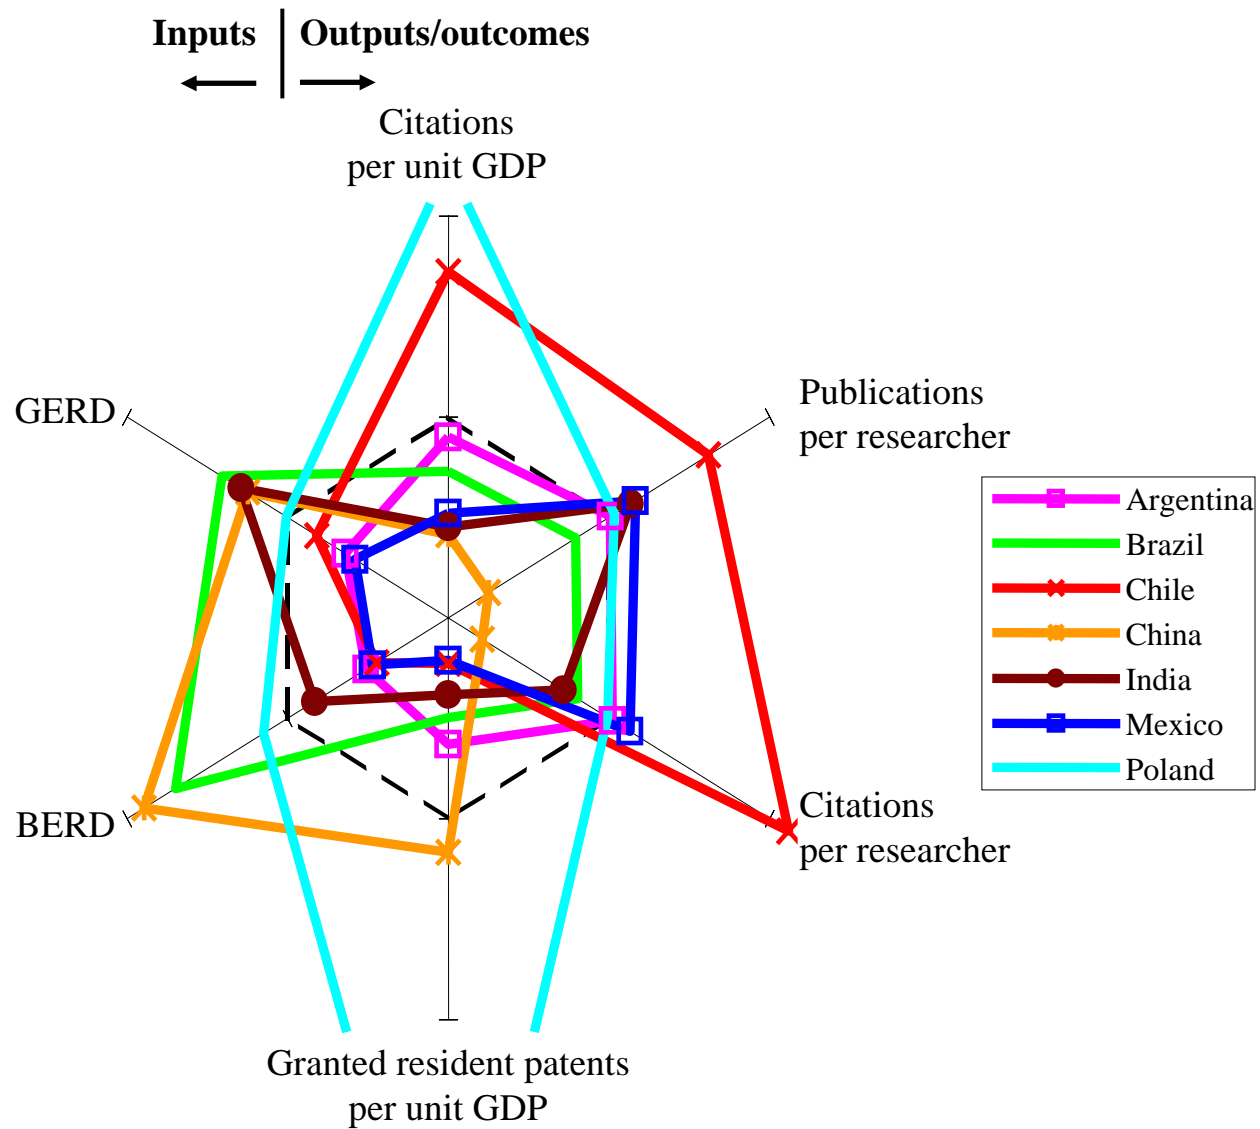 Inputs
Outputs/outcomes
Citations
per unit GDP
GERD
Publications
per researcher
Argentina
Brazil
Chile
China
India
Mexico
Poland
BERD
Citations
per researcher
Granted resident patents
per unit GDP